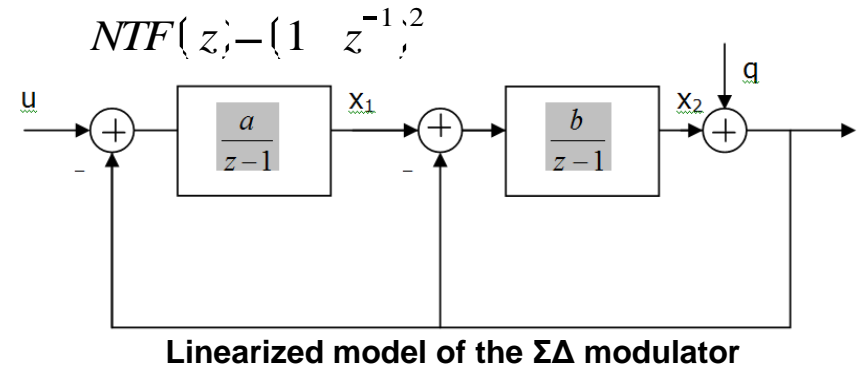 NTF(z)–(1 z⁻¹)²
q
u x₁ x₂
+ a + b +
z – 1 z – 1
– –
Linearized model of the ΣΔ modulator